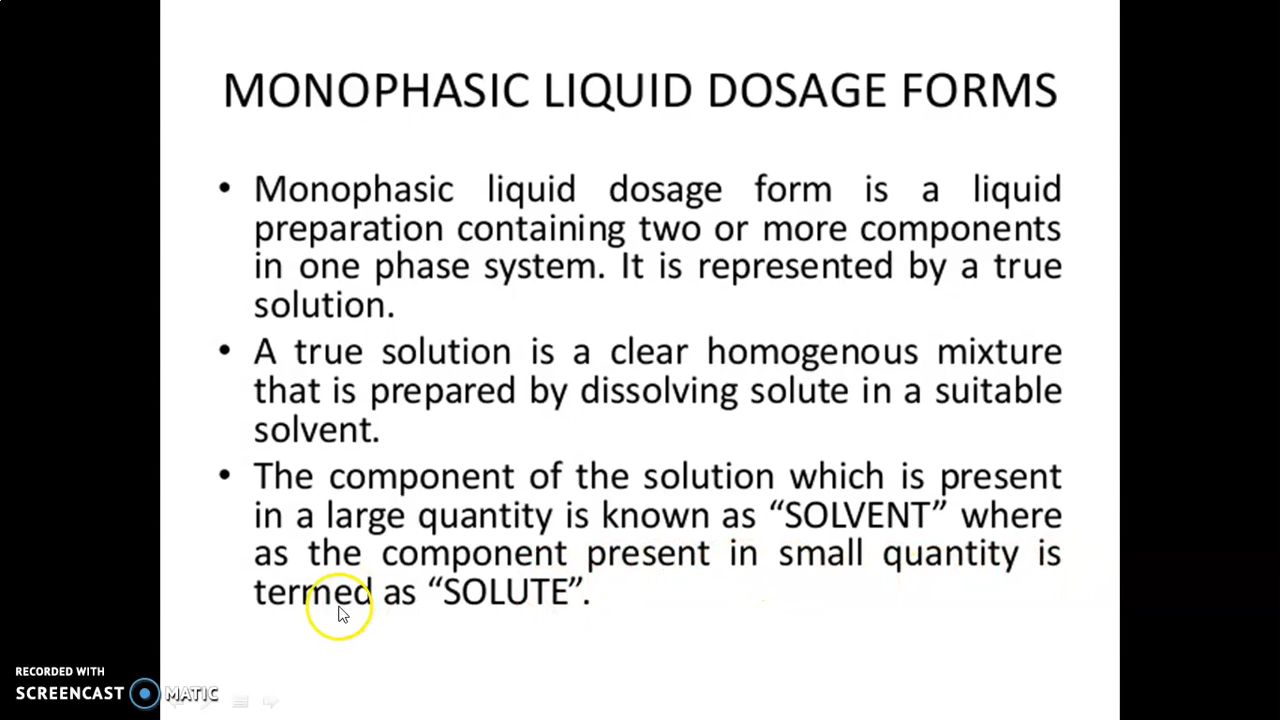 MONOPHASIC LIQUID DOSAGE FORMS
• Monophasic liquid dosage form is a liquid
preparation containing two or more components
in one phase system. It is represented by a true
solution.
• A true solution is a clear homogenous mixture
that is prepared by dissolving solute in a suitable
solvent.
• The component of the solution which is present
in a large quantity is known as “SOLVENT” where
as the component present in small quantity is
termed as “SOLUTE”.
RECORDED WITH
SCREENCAST MATIC